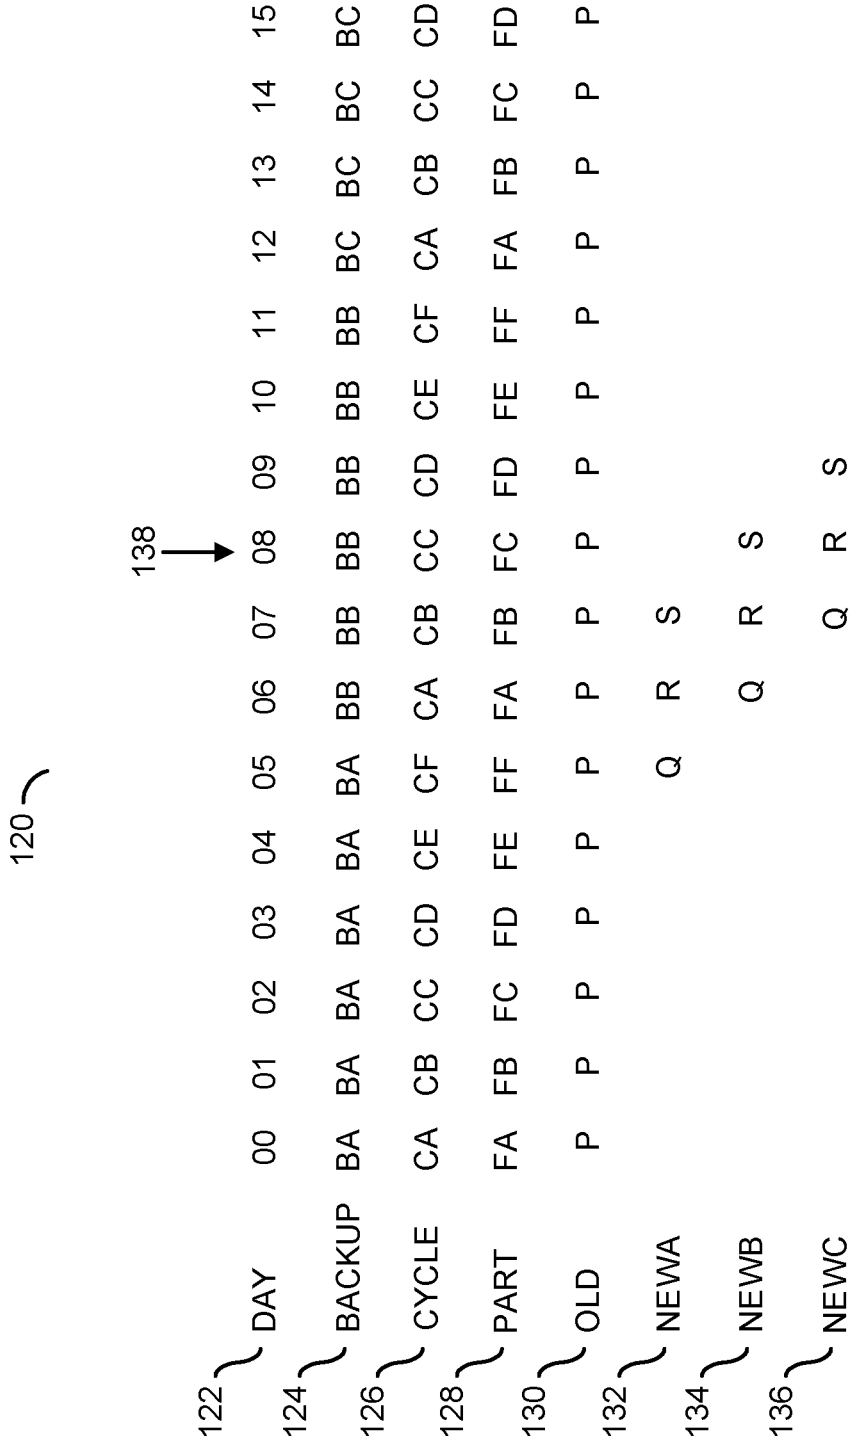 120
138
122 DAY 00 01 02 03 04 05 06 07 08 09 10 11 12 13 14 15
124 BACKUP BA BA BA BA BA BA BB BB BB BB BB BB BC BC BC BC
126 CYCLE CA CB CC CD CE CF CA CB CC CD CE CF CA CB CC CD
128 PART FA FB FC FD FE FF FA FB FC FD FE FF FA FB FC FD
130 OLD P P P P P P P P P P P P P P P P
132 NEWA Q R S
134 NEWB Q R S
136 NEWC Q R S